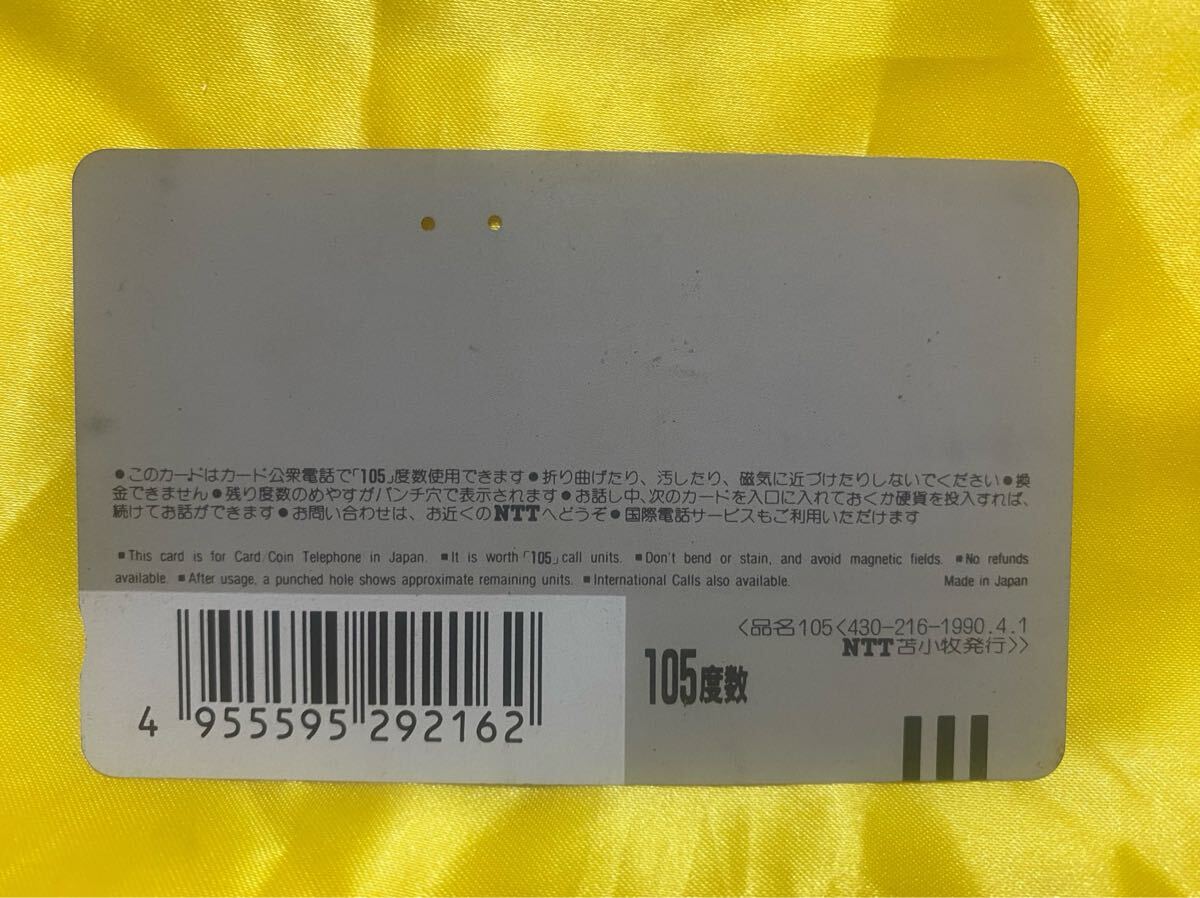 ●このカードはカード公衆電話で「105」度数使用できます●折り曲げたり、汚したり、磁気に近づけたりしないでください●換
金できません●残り度数のめやすがパンチ穴で表示されます●お話し中、次のカードを入口に入れておくか硬貨を投入すれば、
続けてお話ができます●お問い合わせは、お近くのNTTへどうぞ●国際電話サービスもご利用いただけます
■This card is for Card/Coin Telephone in Japan. ■It is worth「105」call units. ■Don't bend or stain, and avoid magnetic fields. ■No refunds
available. ■After usage, a punched hole shows approximate remaining units. ■International Calls also available. Made in Japan
<品名105<430-216-1990.4.1
NTT苫小牧発行>>
105度数
4 955595 292162